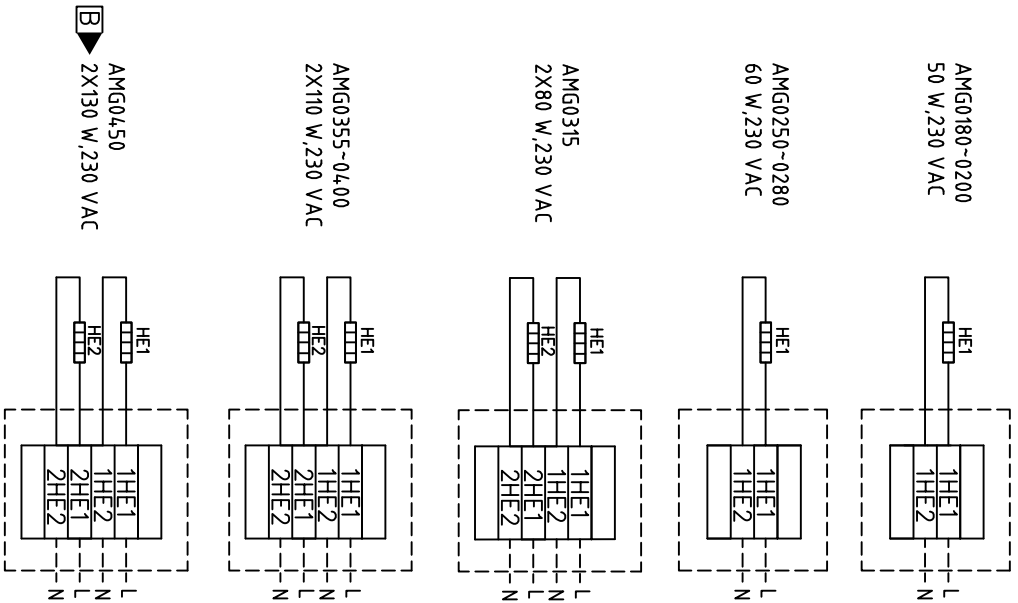 AMG0180~0200
50 W,230 VAC
HE1
1HE1
1HE2
L
N
AMG0250~0280
60 W,230 VAC
HE1
1HE1
1HE2
L
N
AMG0315
2X80 W,230 VAC
HE1
HE2
1HE1
1HE2
2HE1
2HE2
L
N
L
N
AMG0355~0400
2X110 W,230 VAC
HE1
HE2
1HE1
1HE2
2HE1
2HE2
L
N
L
N
B
AMG0450
2X130 W,230 VAC
HE1
HE2
1HE1
1HE2
2HE1
2HE2
L
N
L
N